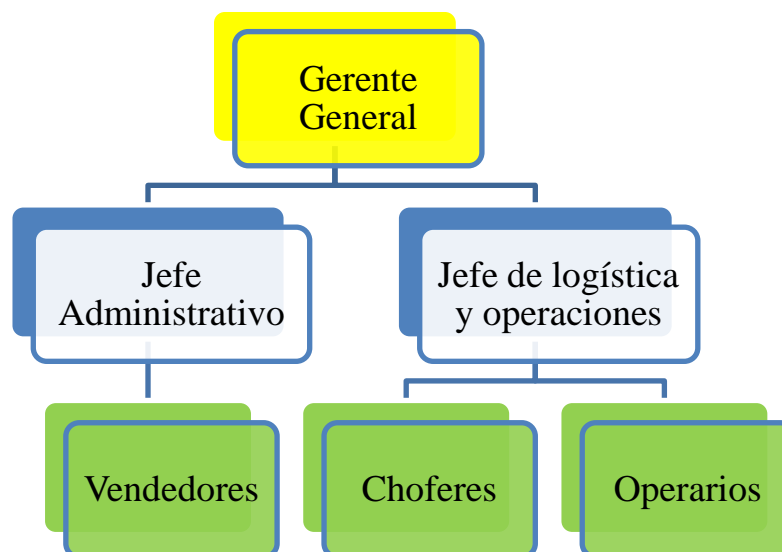 Gerente
General
Jefe
Administrativo
Jefe de logística
y operaciones
Vendedores
Choferes
Operarios